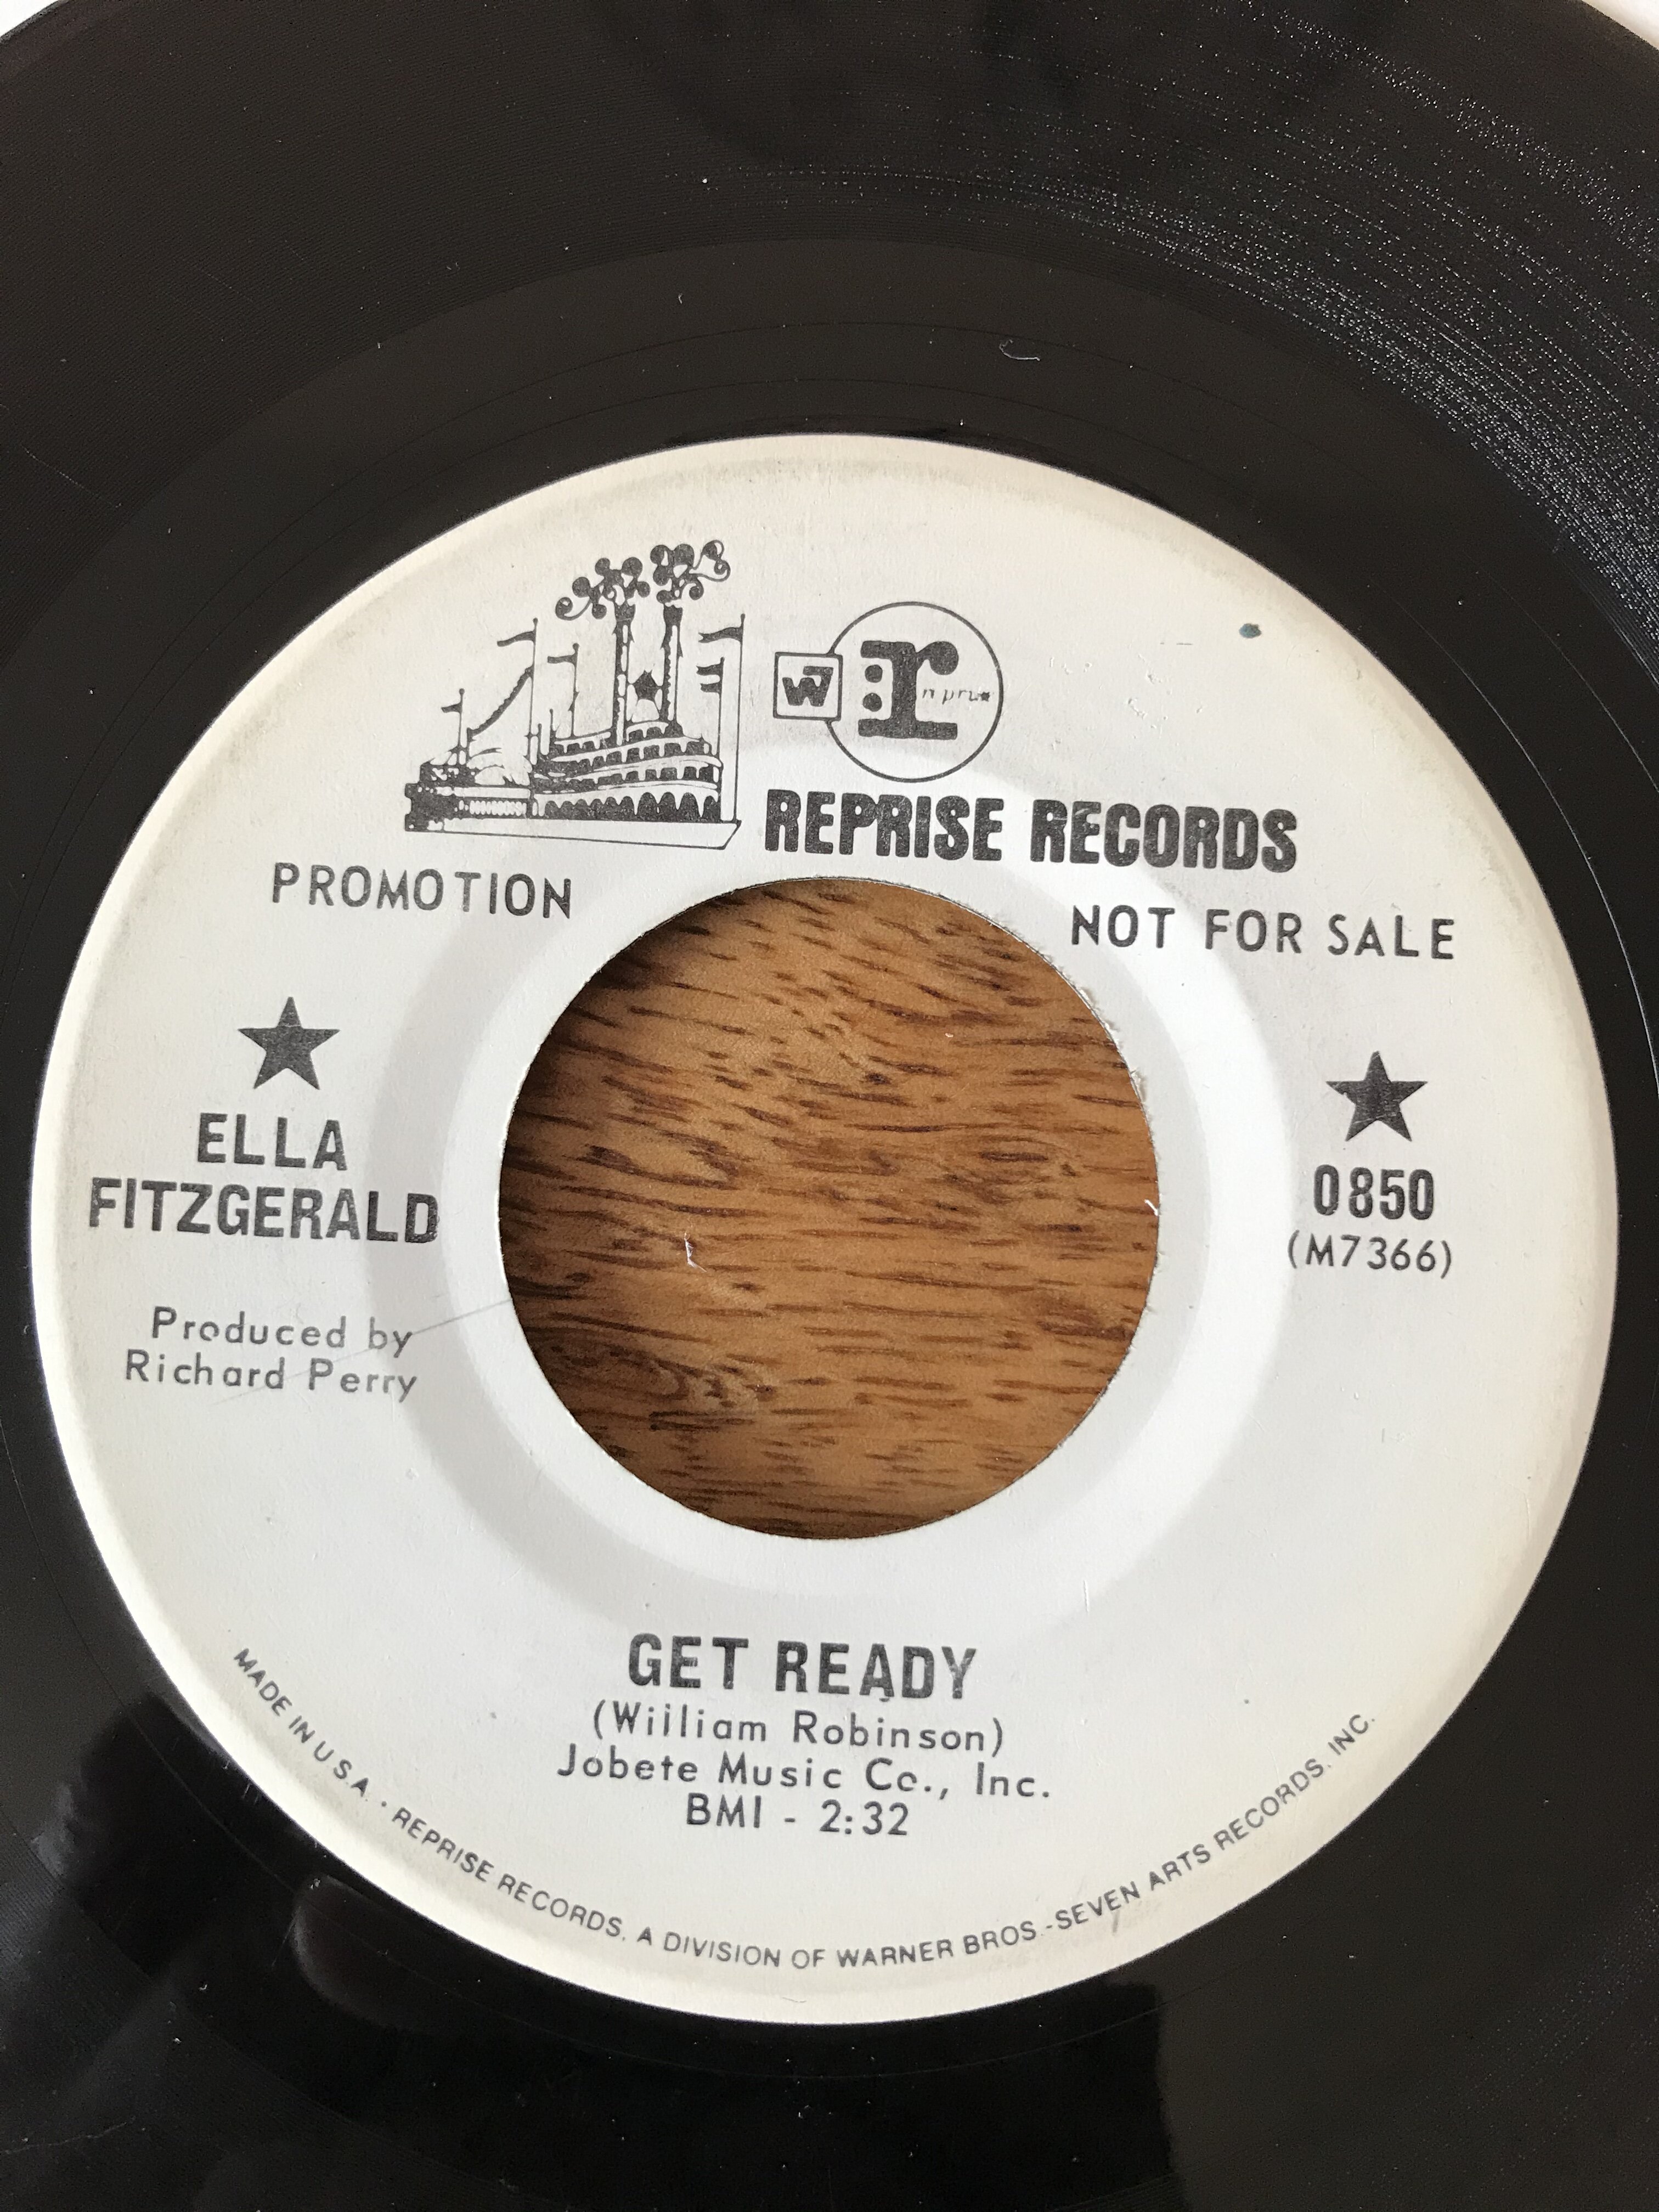 W
r
REPRISE RECORDS
PROMOTION
NOT FOR SALE
ELLA
FITZGERALD
Produced by
Richard Perry
0850
(M7366)
GET READY
(William Robinson)
Jobete Music Co., Inc.
BMI - 2:32
MADE IN U.S.A. · REPRISE RECORDS, A DIVISION OF WARNER BROS.-SEVEN ARTS RECORDS, INC.